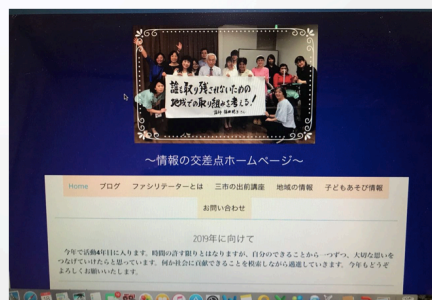 誰も取り残されないための
地域での取り組みを考える!
〜情報の交差点ホームページ〜
Home ブログ ファシリテーターとは 三市の出前講座 地域の情報 子どもあそび情報
お問い合わせ
2019年に向けて
今年で活動4年目に入ります。時間の許す限りとはなりますが、自分のできることから一つずつ、大切な思いを
つなげていけたらと思っています。何か社会に貢献できることを模索しながら邁進していきます。今年もどうぞ
よろしくお願いいたします。